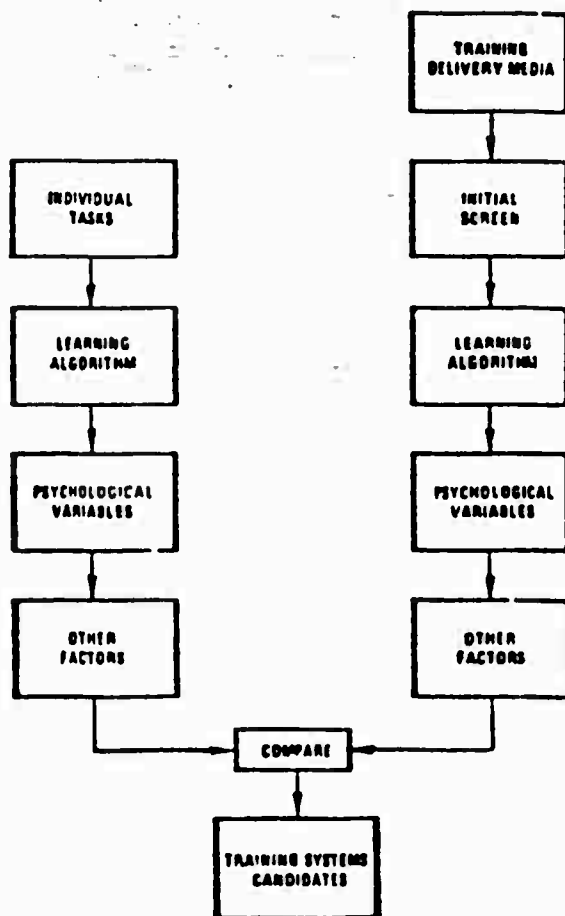 TRAINING
DELIVERY MEDIA
INDIVIDUAL
TASKS
INITIAL
SCREEN
LEARNING
ALGORITHM
LEARNING
ALGORITHM
PSYCHOLOGICAL
VARIABLES
PSYCHOLOGICAL
VARIABLES
OTHER
FACTORS
OTHER
FACTORS
COMPARE
TRAINING SYSTEMS
CANDIDATES